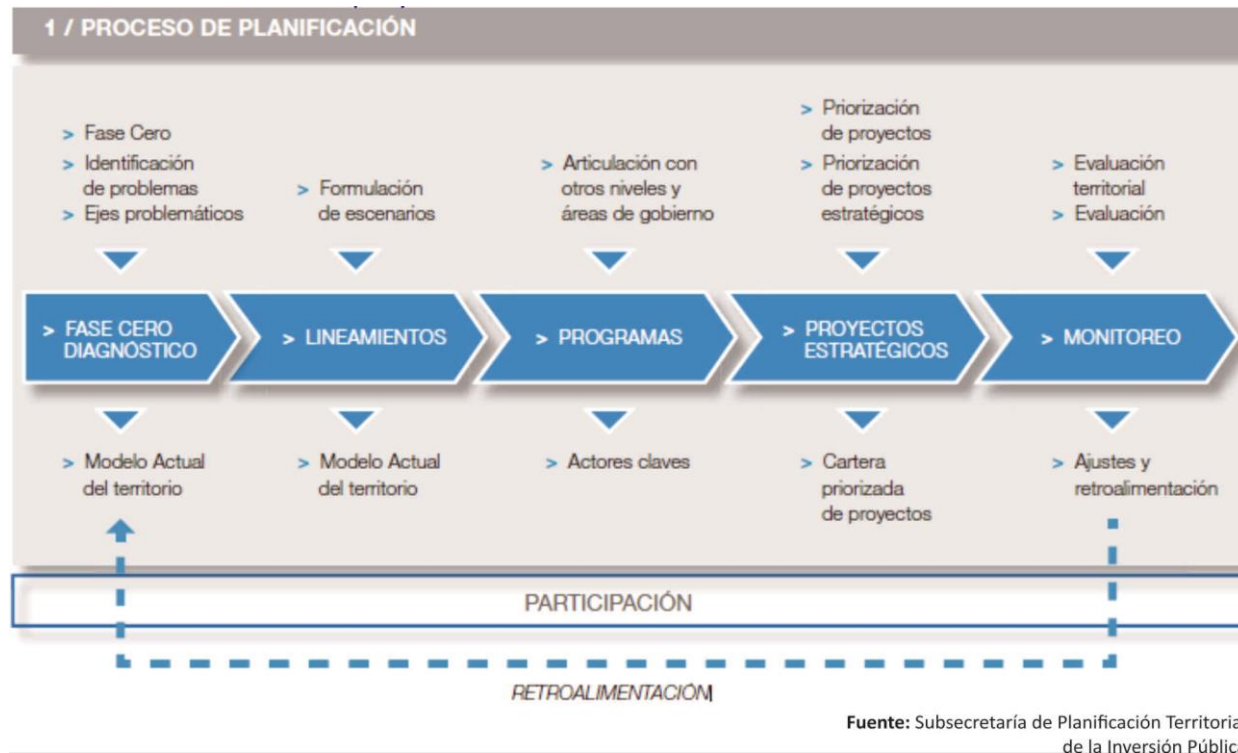 1 / PROCESO DE PLANIFICACIÓN
> Fase Cero
> Identificación
de problemas
> Ejes problemáticos
> Formulación
de escenarios
> Articulación con
otros niveles y
áreas de gobierno
> Priorización
de proyectos
> Priorización
de proyectos
estratégicos
> Evaluación
territorial
> Evaluación
> FASE CERO
DIAGNÓSTICO
> LINEAMIENTOS
> PROGRAMAS
> PROYECTOS
ESTRATÉGICOS
> MONITOREO
> Modelo Actual
del territorio
> Modelo Actual
del territorio
> Actores claves
> Cartera
priorizada
de proyectos
> Ajustes y
retroalimentación
PARTICIPACIÓN
RETROALIMENTACIÓN
Fuente: Subsecretaría de Planificación Territoria
de la Inversión Públic